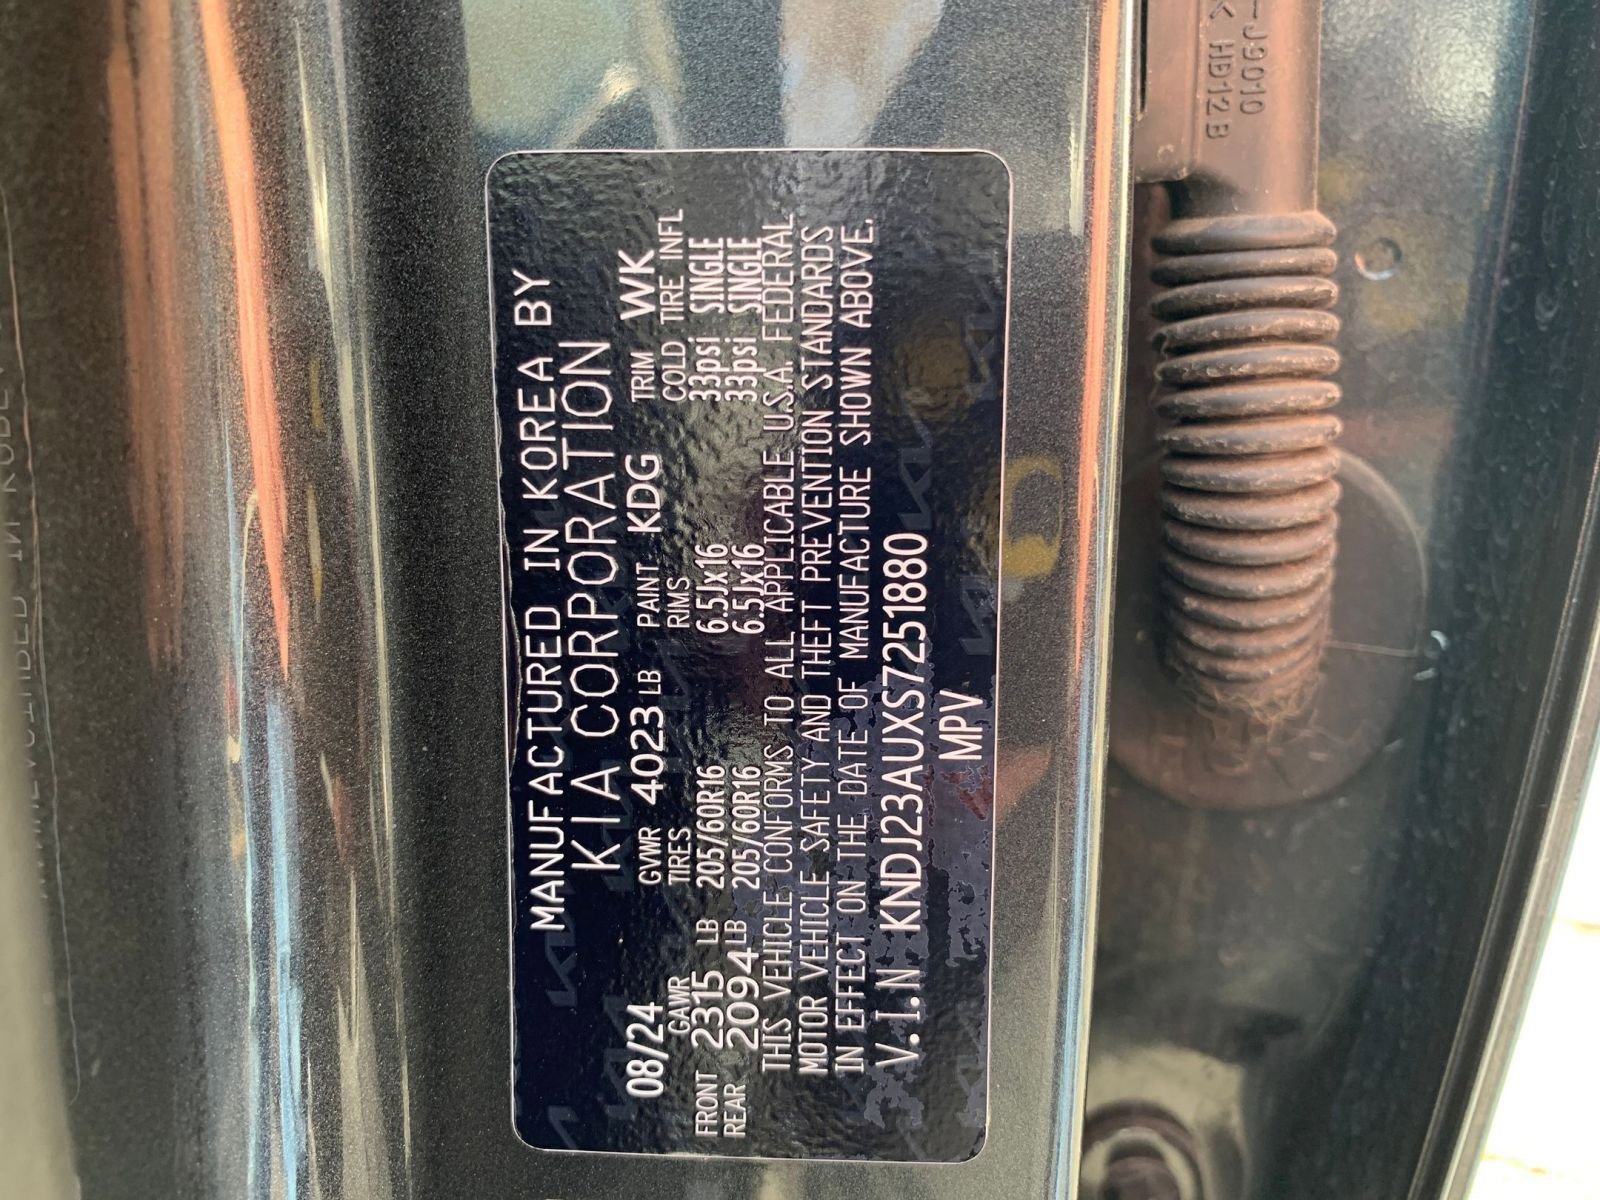 MANUFACTURED IN KOREA BY
KIA CORPORATION
08/24 GVWR 4023 LB PAINT KDG TRIM WK
GAWR TIRES RIMS COLD TIRE INFL
FRONT 2315 LB 205/60R16 6.5Jx16 33psi SINGLE
REAR 2094 LB 205/60R16 6.5Jx16 33psi SINGLE
THIS VEHICLE CONFORMS TO ALL APPLICABLE U.S.A. FEDERAL
MOTOR VEHICLE SAFETY AND THEFT PREVENTION STANDARDS
IN EFFECT ON THE DATE OF MANUFACTURE SHOWN ABOVE.
V.I.N KNDJ23AUXS7251880
MPV
-J9010
K HB12B